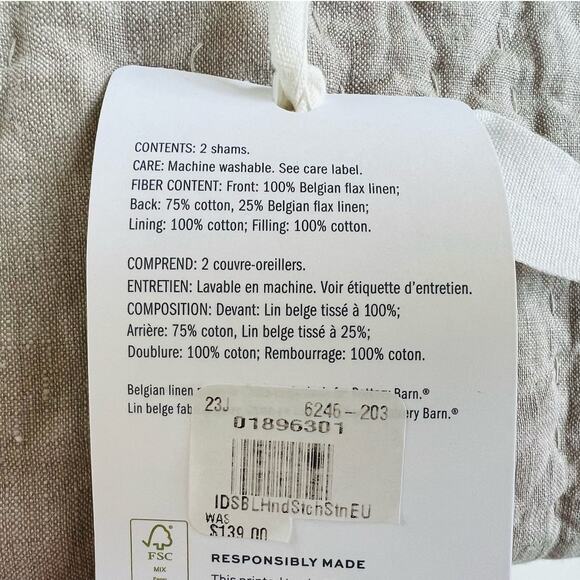 CONTENTS: 2 shams.
CARE: Machine washable. See care label.
FIBER CONTENT: Front: 100% Belgian flax linen;
Back: 75% cotton, 25% Belgian flax linen;
Lining: 100% cotton; Filling: 100% cotton.
COMPREND: 2 couvre-oreillers.
ENTRETIEN: Lavable en machine. Voir étiquette d'entretien.
COMPOSITION: Devant: Lin belge tissé à 100%;
Arrière: 75% coton, Lin belge tissé à 25%;
Doublure: 100% coton; Rembourrage: 100% coton.
Belgian linen Barn.®
Lin belge Barn.®
23J 6246-203
01896301
IDSBLHndStchStnEU
WAS
$139.00
FSC
MIX
RESPONSIBLY MADE
This printed